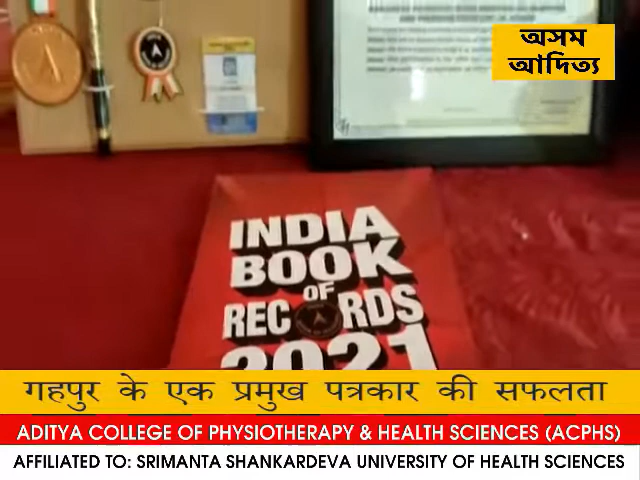 অসম
আদিত্য
INDIA
BOOK
OF
RECORDS
2021
गहपुर के एक प्रमुख पत्रकार की सफलता
ADITYA COLLEGE OF PHYSIOTHERAPY & HEALTH SCIENCES (ACPHS)
AFFILIATED TO: SRIMANTA SHANKARDEVA UNIVERSITY OF HEALTH SCIENCES